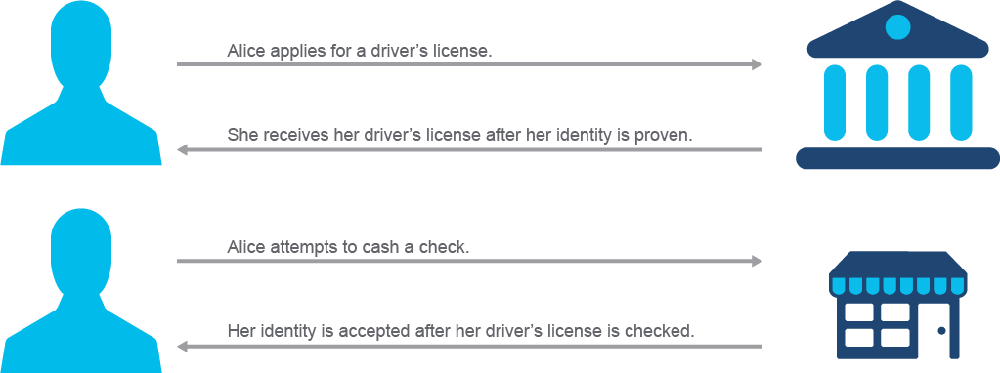 Alice applies for a driver’s license.
She receives her driver’s license after her identity is proven.
Alice attempts to cash a check.
Her identity is accepted after her driver’s license is checked.